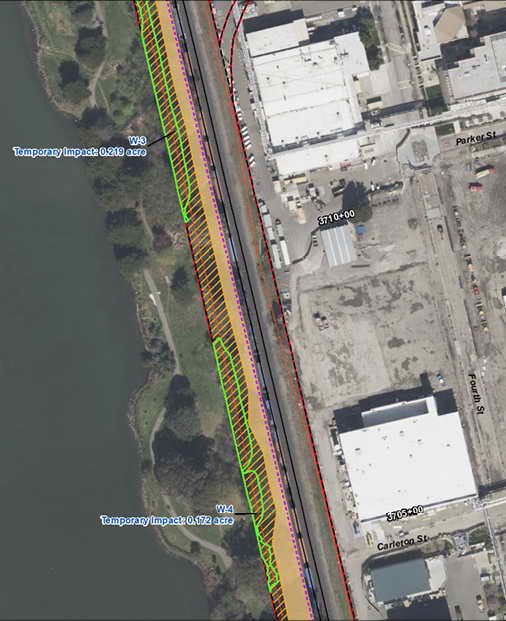 W-3
Temporary Impact: 0.219 acre
Parker St
3710+00
Fourth St
W-4
Temporary Impact: 0.172 acre
3705+00
Carleton St